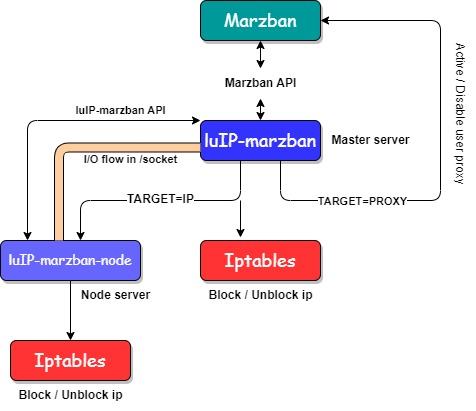 Marzban
Marzban API
Active / Disable user proxy
luIP-marzban API
luIP-marzban
Master server
I/O flow in /socket
TARGET=IP
TARGET=PROXY
luIP-marzban-node
Iptables
Node server
Block / Unblock ip
Iptables
Block / Unblock ip